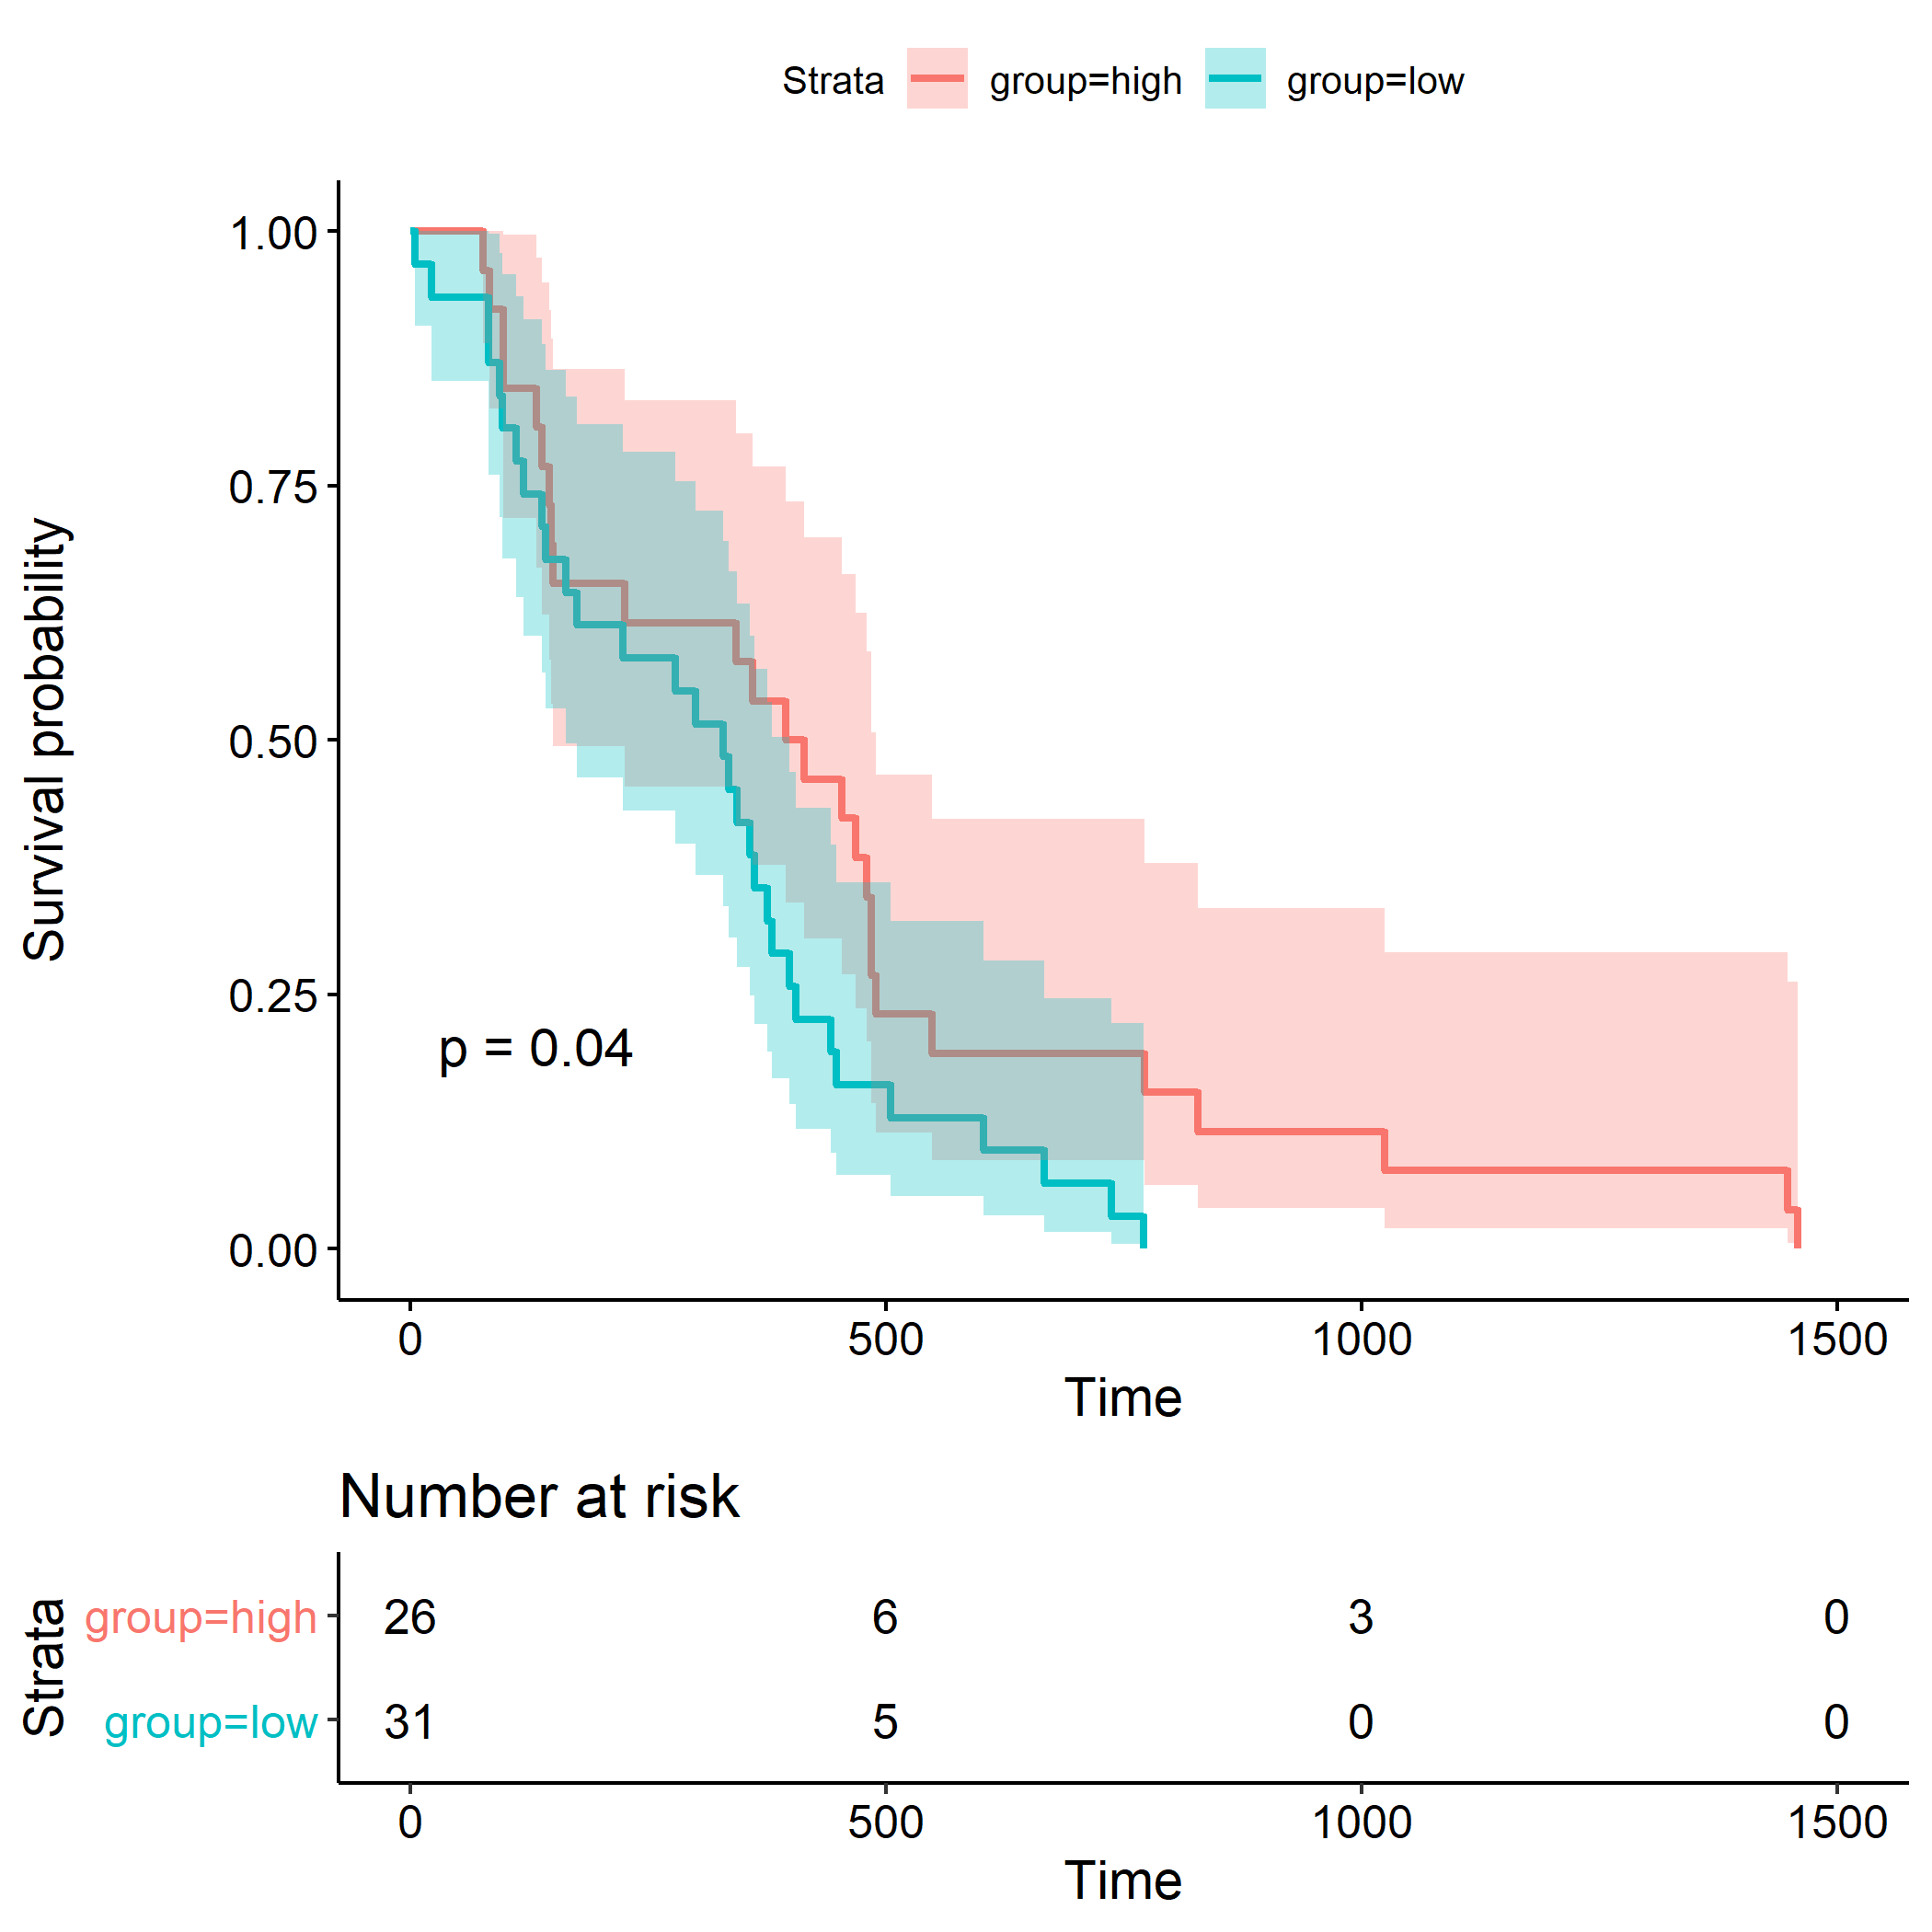 Strata group=high group=low
1.00
0.75
0.50
0.25
0.00
Survival probability
p = 0.04
0 500 1000 1500
Time
Number at risk
Strata
group=high 26 6 3 0
group=low 31 5 0 0
0 500 1000 1500
Time